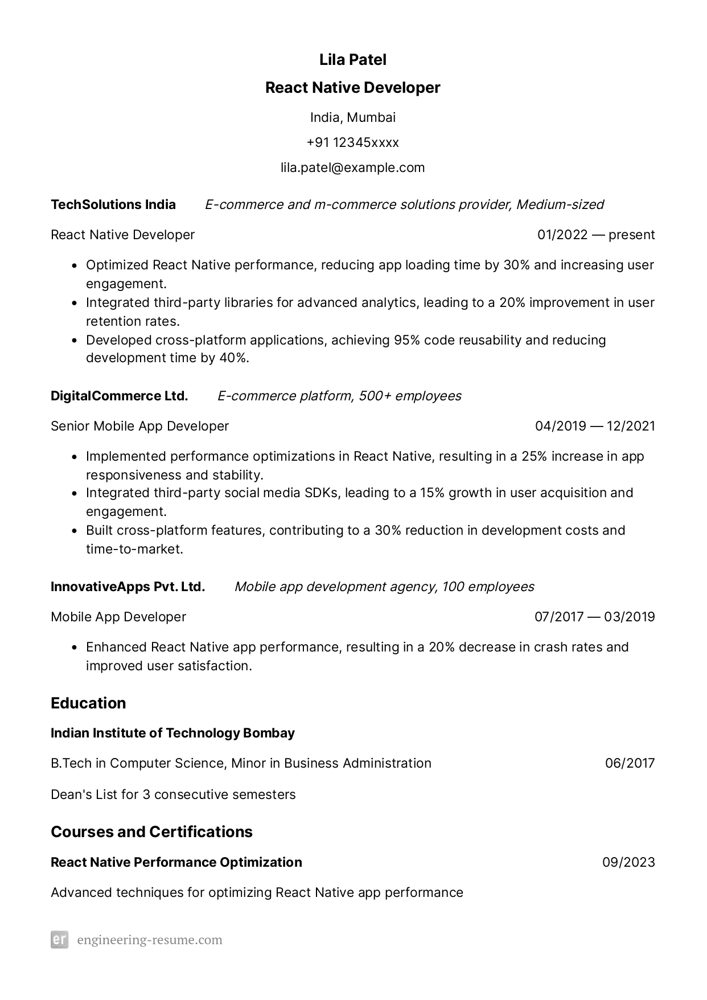 Lila Patel
React Native Developer
India, Mumbai
+91 12345xxxx
lila.patel@example.com
TechSolutions India E-commerce and m-commerce solutions provider, Medium-sized
React Native Developer 01/2022 — present
• Optimized React Native performance, reducing app loading time by 30% and increasing user
engagement.
• Integrated third-party libraries for advanced analytics, leading to a 20% improvement in user
retention rates.
• Developed cross-platform applications, achieving 95% code reusability and reducing
development time by 40%.
DigitalCommerce Ltd. E-commerce platform, 500+ employees
Senior Mobile App Developer 04/2019 — 12/2021
• Implemented performance optimizations in React Native, resulting in a 25% increase in app
responsiveness and stability.
• Integrated third-party social media SDKs, leading to a 15% growth in user acquisition and
engagement.
• Built cross-platform features, contributing to a 30% reduction in development costs and
time-to-market.
InnovativeApps Pvt. Ltd. Mobile app development agency, 100 employees
Mobile App Developer 07/2017 — 03/2019
• Enhanced React Native app performance, resulting in a 20% decrease in crash rates and
improved user satisfaction.
Education
Indian Institute of Technology Bombay
B.Tech in Computer Science, Minor in Business Administration 06/2017
Dean's List for 3 consecutive semesters
Courses and Certifications
React Native Performance Optimization 09/2023
Advanced techniques for optimizing React Native app performance
er engineering-resume.com